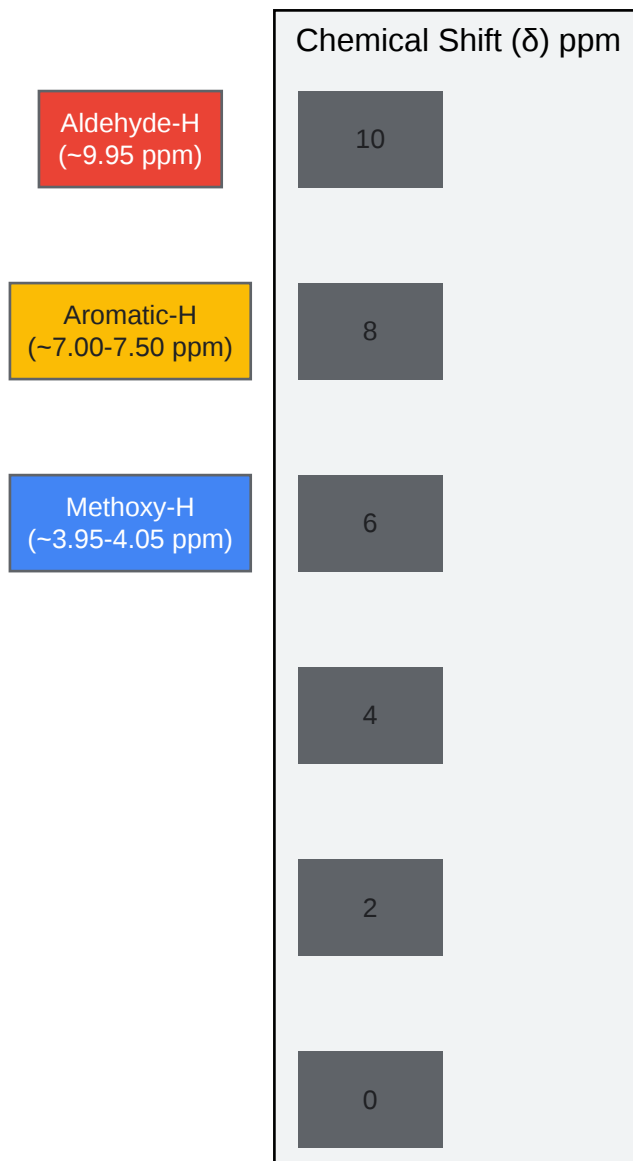 Chemical Shift (δ) ppm
Aldehyde-H
(~9.95 ppm)
10
Aromatic-H
(~7.00-7.50 ppm)
8
Methoxy-H
(~3.95-4.05 ppm)
6
4
2
0